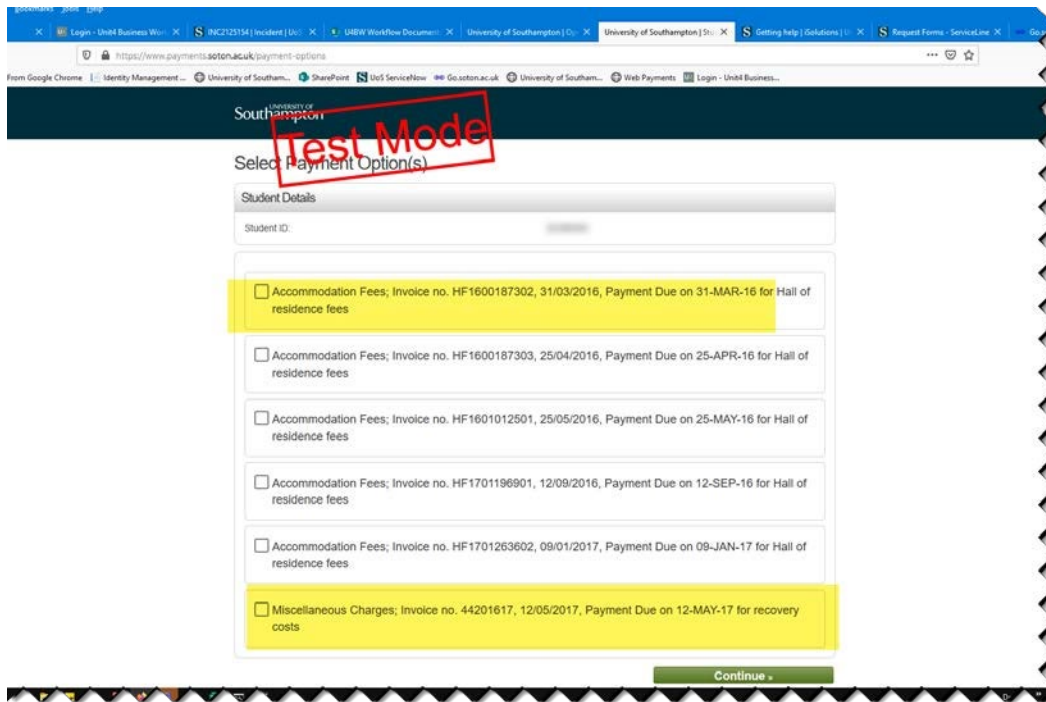 Bookmarks Tools Help
Login - Unit4 Business Worl
INC2125154 | Incident | UoS
U4BW Workflow Document
University of Southampton | Op
University of Southampton | Stu
Getting help | iSolutions | U
Request Forms - ServiceLine
https://www.payments.soton.ac.uk/payment-options
From Google Chrome
Identity Management ...
University of Southam...
SharePoint
UoS ServiceNow
Go.soton.ac.uk
University of Southam...
Web Payments
Login - Unit4 Business...
UNIVERSITY OF
Southampton
Test Mode
Select Payment Option(s)
Student Details
Student ID:
Accommodation Fees; Invoice no. HF1600187302, 31/03/2016, Payment Due on 31-MAR-16 for Hall of
residence fees
Accommodation Fees; Invoice no. HF1600187303, 25/04/2016, Payment Due on 25-APR-16 for Hall of
residence fees
Accommodation Fees; Invoice no. HF1601012501, 25/05/2016, Payment Due on 25-MAY-16 for Hall of
residence fees
Accommodation Fees; Invoice no. HF1701196901, 12/09/2016, Payment Due on 12-SEP-16 for Hall of
residence fees
Accommodation Fees; Invoice no. HF1701263602, 09/01/2017, Payment Due on 09-JAN-17 for Hall of
residence fees
Miscellaneous Charges; Invoice no. 44201617, 12/05/2017, Payment Due on 12-MAY-17 for recovery
costs
Continue »